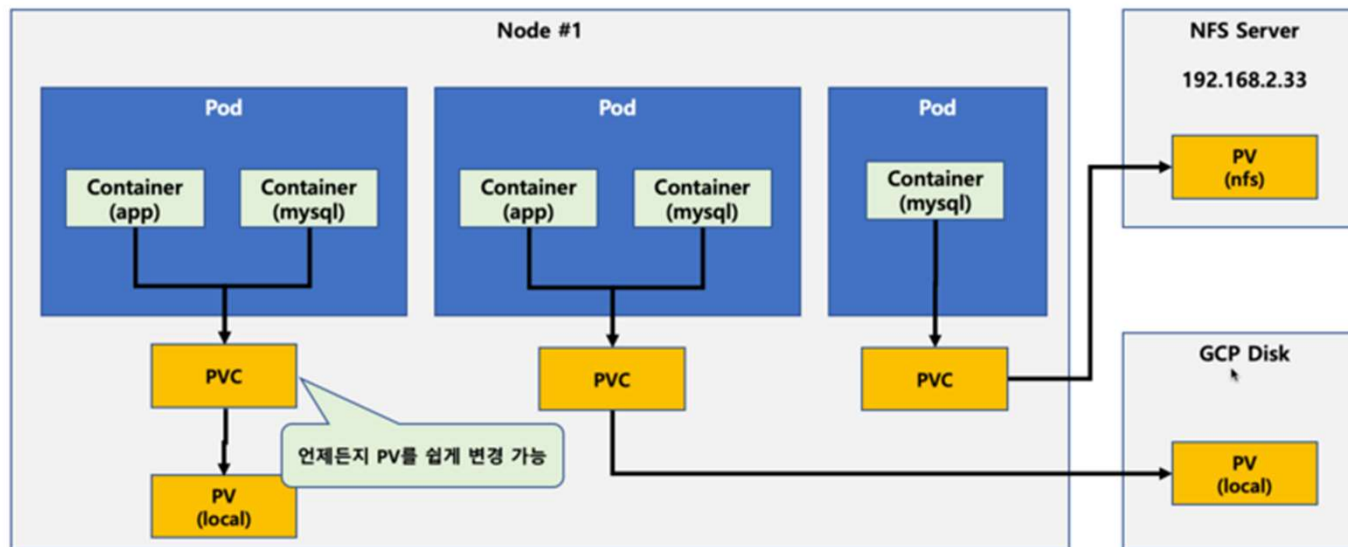 Node #1
Pod
Container
(app)
Container
(mysql)
PVC
언제든지 PV를 쉽게 변경 가능
PV
(local)
Pod
Container
(app)
Container
(mysql)
PVC
Pod
Container
(mysql)
PVC
NFS Server
192.168.2.33
PV
(nfs)
GCP Disk
PV
(local)